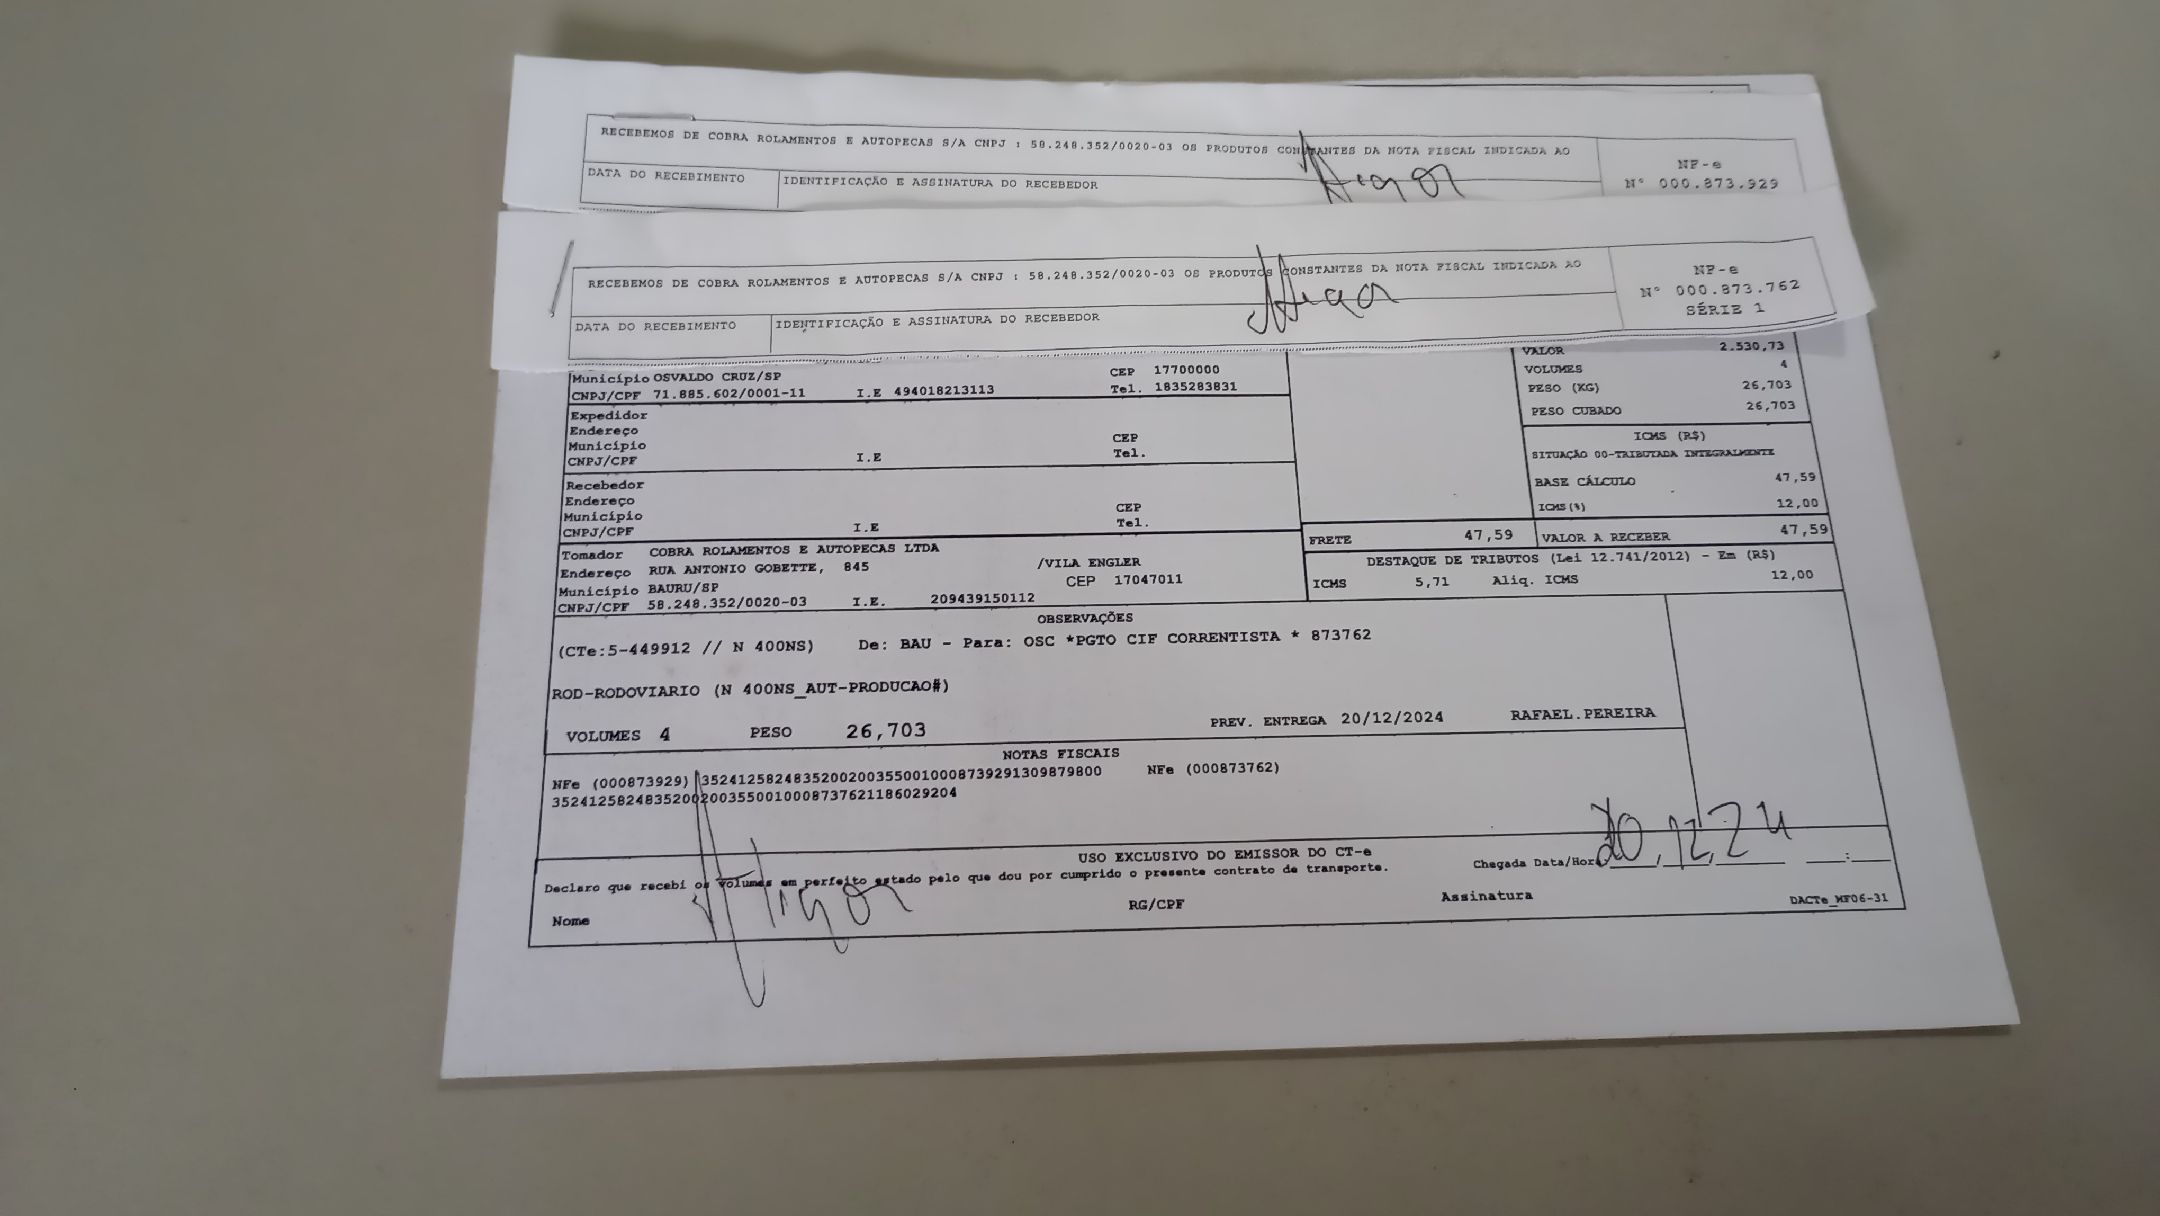 RECEBEMOS DE COBRA ROLAMENTOS E AUTOPECAS S/A CNPJ : 58.248.352/0020-03 OS PRODUTOS CONSTANTES DA NOTA FISCAL INDICADA AO
NF-e
Nº 000.873.929
DATA DO RECEBIMENTO IDENTIFICAÇÃO E ASSINATURA DO RECEBEDOR
RECEBEMOS DE COBRA ROLAMENTOS E AUTOPECAS S/A CNPJ : 58.248.352/0020-03 OS PRODUTOS CONSTANTES DA NOTA FISCAL INDICADA AO
NF-e
Nº 000.873.762
SÉRIE 1
DATA DO RECEBIMENTO IDENTIFICAÇÃO E ASSINATURA DO RECEBEDOR
Município OSVALDO CRUZ/SP CEP 17700000
CNPJ/CPF 71.885.602/0001-11 I.E 494018213113 Tel. 1835283831
Expedidor
Endereço
Município CEP
CNPJ/CPF I.E Tel.
Recebedor
Endereço
Município CEP
CNPJ/CPF I.E Tel.
Tomador COBRA ROLAMENTOS E AUTOPECAS LTDA
Endereço RUA ANTONIO GOBETTE, 845 /VILA ENGLER
Município BAURU/SP CEP 17047011
CNPJ/CPF 58.248.352/0020-03 I.E. 209439150112
VALOR 2.530,73
VOLUMES 4
PESO (KG) 26,703
PESO CUBADO 26,703
ICMS (R$)
SITUAÇÃO 00-TRIBUTADA INTEGRALMENTE
BASE CÁLCULO 47,59
ICMS(%) 12,00
FRETE 47,59 VALOR A RECEBER 47,59
DESTAQUE DE TRIBUTOS (Lei 12.741/2012) - Em (R$)
ICMS 5,71 Aliq. ICMS 12,00
OBSERVAÇÕES
(CTe:5-449912 // N 400NS) De: BAU - Para: OSC *PGTO CIF CORRENTISTA * 873762
ROD-RODOVIARIO (N 400NS_AUT-PRODUCAO#)
VOLUMES 4 PESO 26,703 PREV. ENTREGA 20/12/2024 RAFAEL.PEREIRA
NOTAS FISCAIS
NFe (000873929) 35241258248352002003550010008739291309879800 NFe (000873762)
35241258248352002003550010008737621186029204
USO EXCLUSIVO DO EMISSOR DO CT-e
Declaro que recebi os volumes em perfeito estado pelo que dou por cumprido o presente contrato de transporte.
Chegada Data/Hora 20,12,24 :
Nome RG/CPF Assinatura DACTe_MF06-31